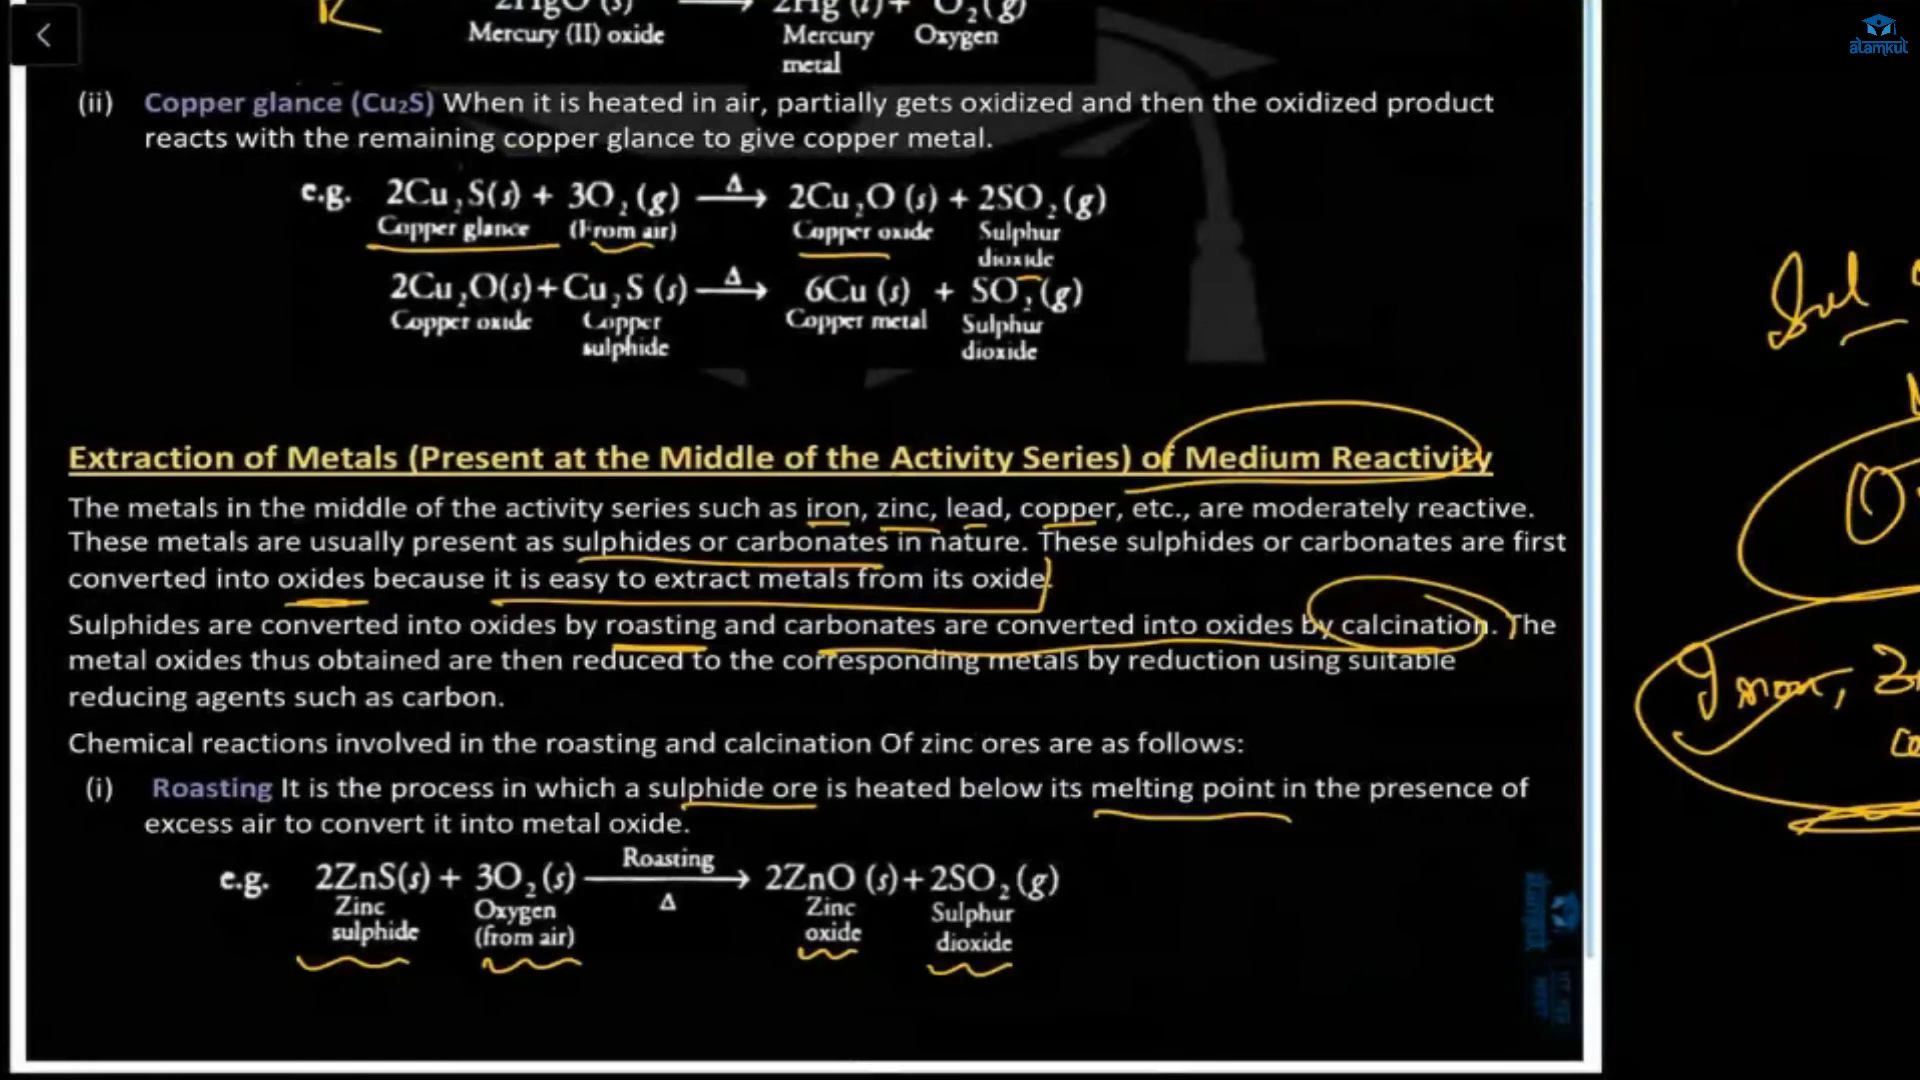 2HgO (s) ⟶ 2Hg (l) + O₂ (g)
Mercury (II) oxide Mercury metal Oxygen
alamkul
(ii) Copper glance (Cu₂S) When it is heated in air, partially gets oxidized and then the oxidized product
reacts with the remaining copper glance to give copper metal.
e.g. 2Cu₂S(s) + 3O₂ (g) —Δ→ 2Cu₂O (s) + 2SO₂ (g)
Copper glance (From air) Copper oxide Sulphur dioxide
2Cu₂O(s) + Cu₂S (s) —Δ→ 6Cu (s) + SO₂ (g)
Copper oxide Copper sulphide Copper metal Sulphur dioxide
Extraction of Metals (Present at the Middle of the Activity Series) of Medium Reactivity
The metals in the middle of the activity series such as iron, zinc, lead, copper, etc., are moderately reactive.
These metals are usually present as sulphides or carbonates in nature. These sulphides or carbonates are first
converted into oxides because it is easy to extract metals from its oxide.
Sulphides are converted into oxides by roasting and carbonates are converted into oxides by calcination. The
metal oxides thus obtained are then reduced to the corresponding metals by reduction using suitable
reducing agents such as carbon.
Chemical reactions involved in the roasting and calcination Of zinc ores are as follows:
(i) Roasting It is the process in which a sulphide ore is heated below its melting point in the presence of
excess air to convert it into metal oxide.
Roasting
e.g. 2ZnS(s) + 3O₂ (s) ⟶ 2ZnO (s) + 2SO₂ (g)
Δ
Zinc sulphide Oxygen (from air) Zinc oxide Sulphur dioxide